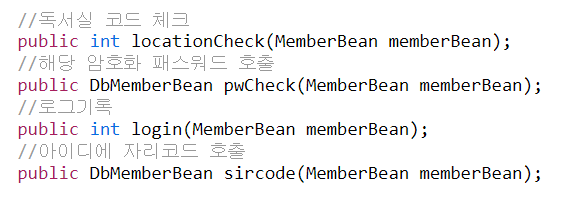 //독서실 코드 체크
public int locationCheck(MemberBean memberBean);
//해당 암호화 패스워드 호출
public DbMemberBean pwCheck(MemberBean memberBean);
//로그기록
public int login(MemberBean memberBean);
//아이디에 자리코드 호출
public DbMemberBean sircode(MemberBean memberBean);